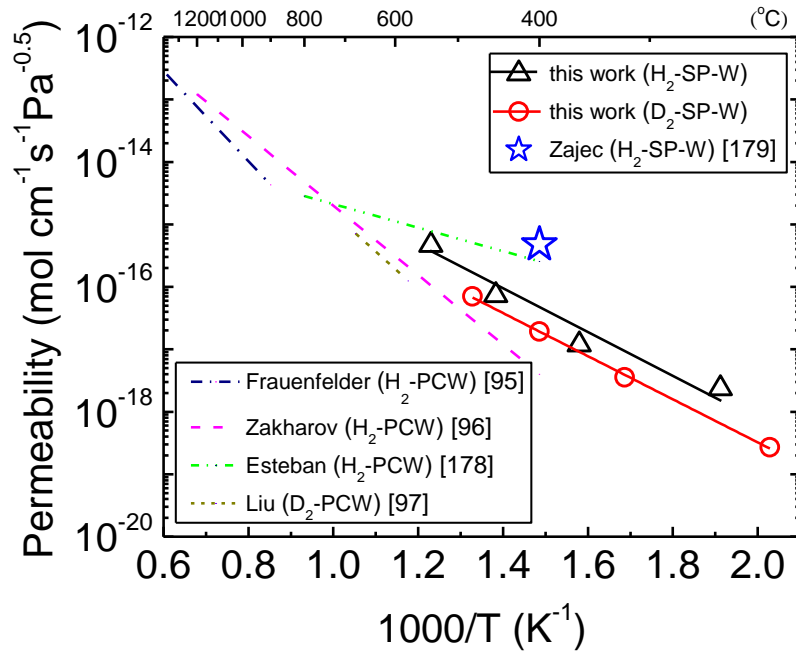 1200 1000 800 600 400 (°C)
10⁻¹²
10⁻¹⁴
10⁻¹⁶
10⁻¹⁸
10⁻²⁰
Permeability (mol cm⁻¹s⁻¹Pa⁻⁰·⁵)
this work (H₂-SP-W)
this work (D₂-SP-W)
Zajec (H₂-SP-W) [179]
Frauenfelder (H₂-PCW) [95]
Zakharov (H₂-PCW) [96]
Esteban (H₂-PCW) [178]
Liu (D₂-PCW) [97]
0.6 0.8 1.0 1.2 1.4 1.6 1.8 2.0
1000/T (K⁻¹)